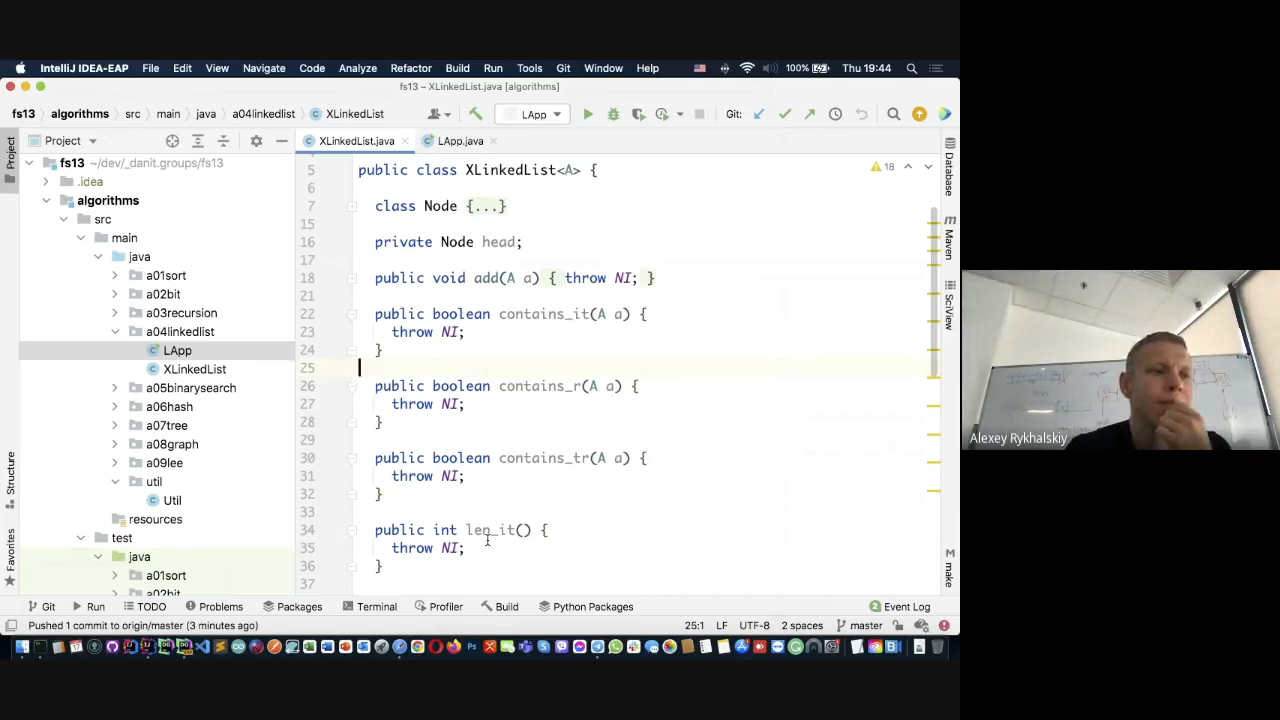 IntelliJ IDEA-EAP File Edit View Navigate Code Analyze Refactor Build Run Tools Git Window Help 100% Thu 19:44
fs13 – XLinkedList.java [algorithms]
fs13 algorithms src main java a04linkedlist XLinkedList LApp Git:
Project
XLinkedList.java LApp.java
fs13 ~/dev/_danit.groups/fs13
.idea
algorithms
src
main
java
a01sort
a02bit
a03recursion
a04linkedlist
LApp
XLinkedList
a05binarysearch
a06hash
a07tree
a08graph
a09lee
util
Util
resources
test
java
a01sort
a02bit
5 public class XLinkedList<A> {
6
7 class Node {...}
15
16 private Node head;
17
18 public void add(A a) { throw NI; }
21
22 public boolean contains_it(A a) {
23 throw NI;
24 }
25
26 public boolean contains_r(A a) {
27 throw NI;
28 }
29
30 public boolean contains_tr(A a) {
31 throw NI;
32 }
33
34 public int len_it() {
35 throw NI;
36 }
37
18
Project
Structure
Favorites
Database
Maven
SciView
make
Git Run TODO Problems Packages Terminal Profiler Build Python Packages 2 Event Log
Pushed 1 commit to origin/master (3 minutes ago) 25:1 LF UTF-8 2 spaces master
Alexey Rykhalskiy